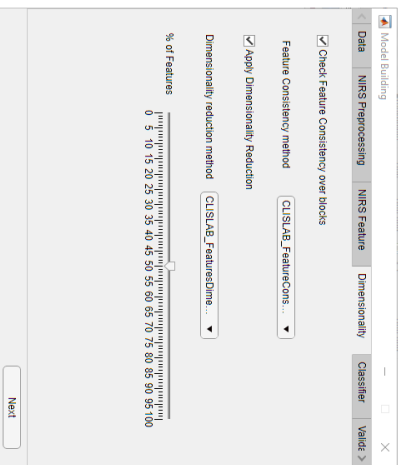 Model Building
Data
NIRS Preprocessing
NIRS Feature
Dimensionality
Classifier
Valida
Check Feature Consistency over blocks
Feature Consistency method
CLISLAB_FeatureCons...
Apply Dimensionality Reduction
Dimensionality reduction method
CLISLAB_FeaturesDime...
% of Features
0 5 10 15 20 25 30 35 40 45 50 55 60 65 70 75 80 85 90 95 100
Next